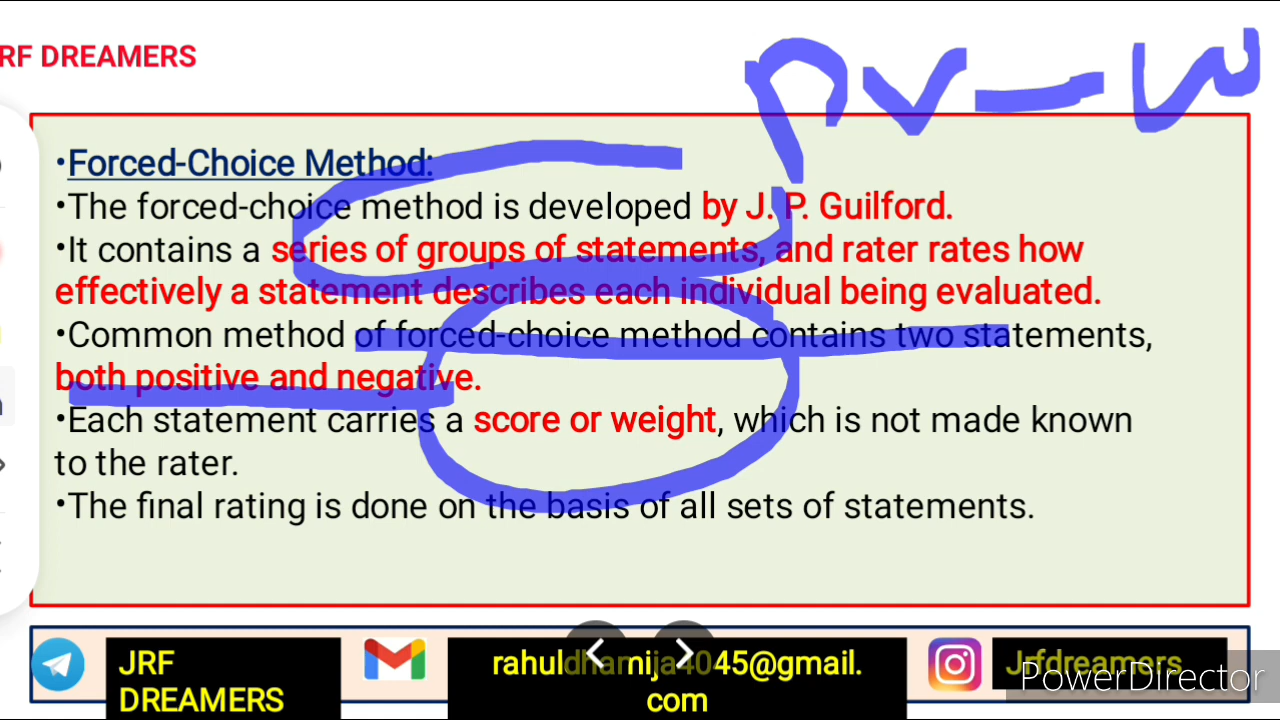 RF DREAMERS
•Forced-Choice Method:
•The forced-choice method is developed by J. P. Guilford.
•It contains a series of groups of statements, and rater rates how
effectively a statement describes each individual being evaluated.
•Common method of forced-choice method contains two statements,
both positive and negative.
•Each statement carries a score or weight, which is not made known
to the rater.
•The final rating is done on the basis of all sets of statements.
JRF
DREAMERS
rahuldhamija4045@gmail.
com
Jrfdreamers
PowerDirector